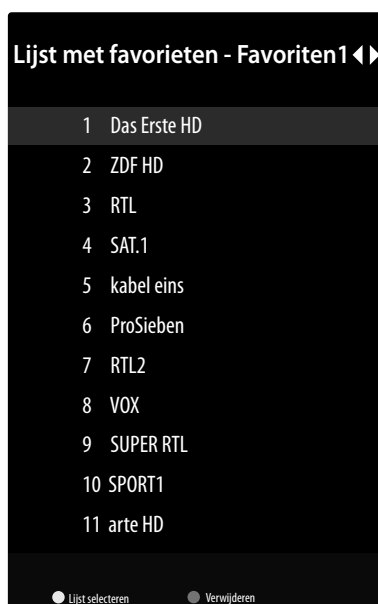 Lijst met favorieten - Favoriten1
1 Das Erste HD
2 ZDF HD
3 RTL
4 SAT.1
5 kabel eins
6 ProSieben
7 RTL2
8 VOX
9 SUPER RTL
10 SPORT1
11 arte HD
Lijst selecteren Verwijderen